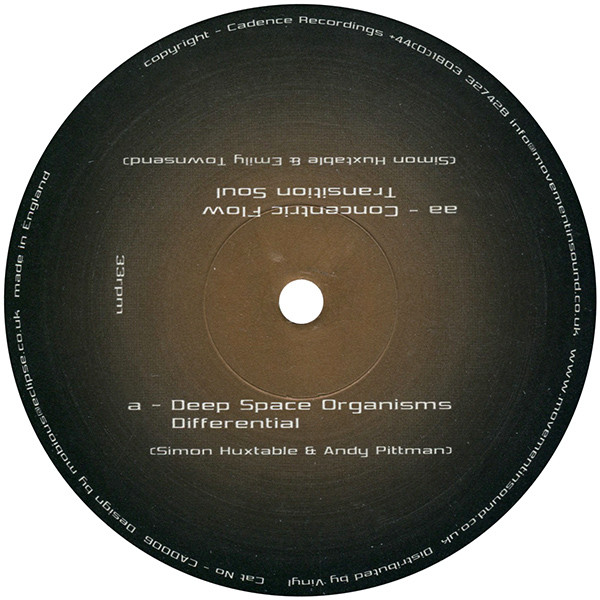 copyright - Cadence Recordings +44(0)1803 327428 info@movementinsound.co.uk www.movementinsound.co.uk Distributed by Vinyl Cat No - CAD006 Design by mobiouseclipse.co.uk made in England
aa - Concentric Flow
Transition Soul
(Simon Huxtable & Emily Townsend)
33rpm
a - Deep Space Organisms
Differential
(Simon Huxtable & Andy Pittman)